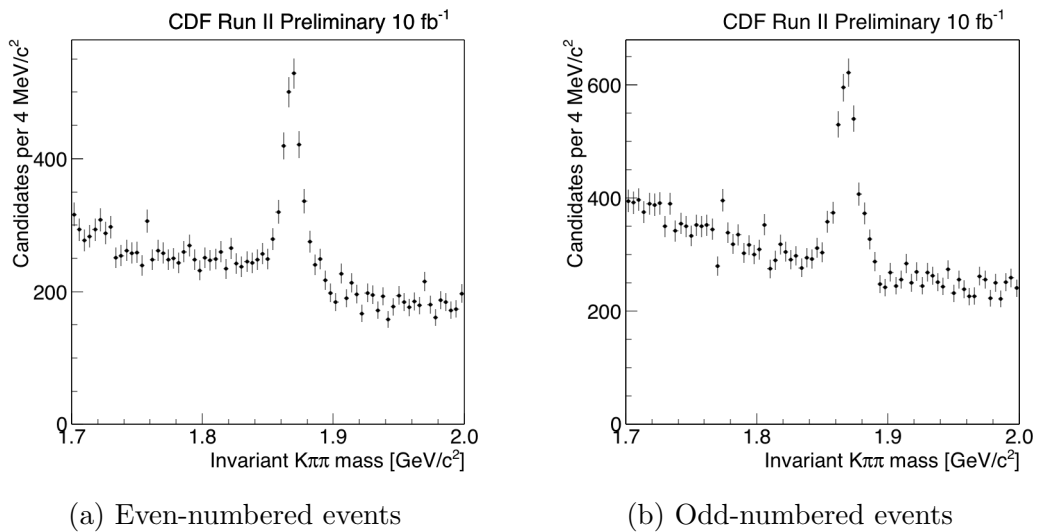 CDF Run II Preliminary 10 fb⁻¹
Candidates per 4 MeV/c²
400
200
0
1.7 1.8 1.9 2.0
Invariant Kππ mass [GeV/c²]
(a) Even-numbered events
CDF Run II Preliminary 10 fb⁻¹
Candidates per 4 MeV/c²
600
400
200
0
1.7 1.8 1.9 2.0
Invariant Kππ mass [GeV/c²]
(b) Odd-numbered events